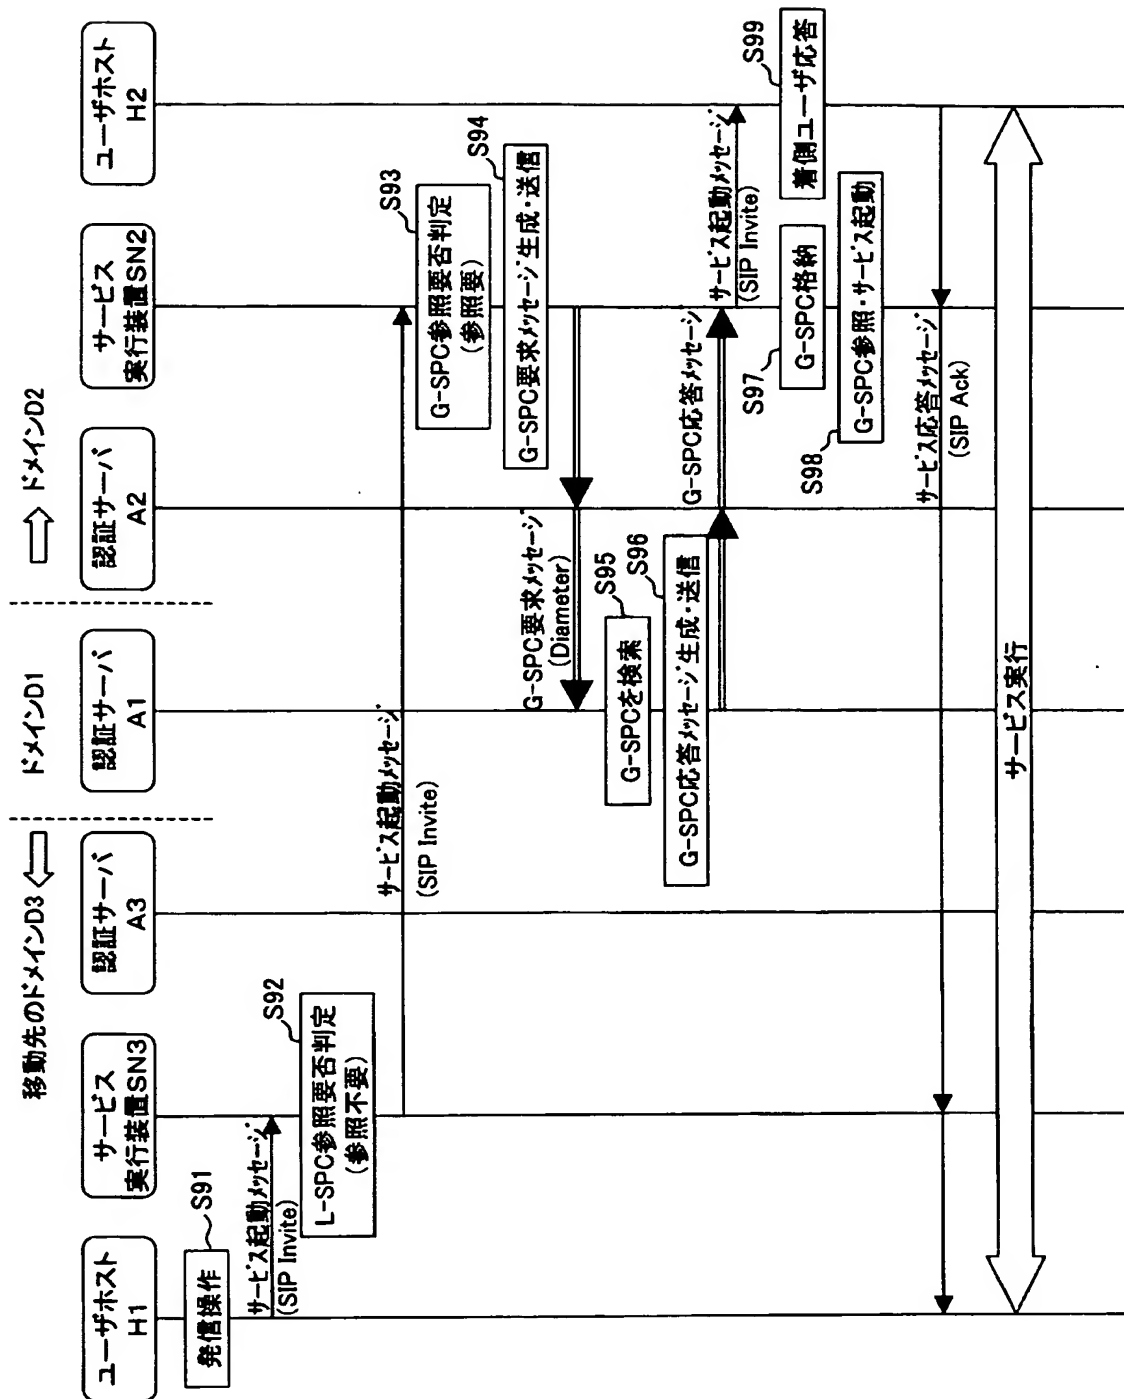 移動先のドメインD3
ドメインD1
ドメインD2
ユーザホスト
H1
サービス
実行装置SN3
認証サーバ
A3
認証サーバ
A1
認証サーバ
A2
サービス
実行装置SN2
ユーザホスト
H2
S91
発信操作
サービス起動メッセージ
(SIP Invite)
S92
L-SPC参照要否判定
(参照不要)
サービス起動メッセージ
(SIP Invite)
S93
G-SPC参照要否判定
(参照要)
S94
G-SPC要求メッセージ生成・送信
G-SPC要求メッセージ
(Diameter)
S95
G-SPCを検索
S96
G-SPC応答メッセージ生成・送信
G-SPC応答メッセージ
サービス起動メッセージ
(SIP Invite)
S97
G-SPC格納
S99
着側ユーザ応答
S98
G-SPC参照・サービス起動
サービス応答メッセージ
(SIP Ack)
サービス実行